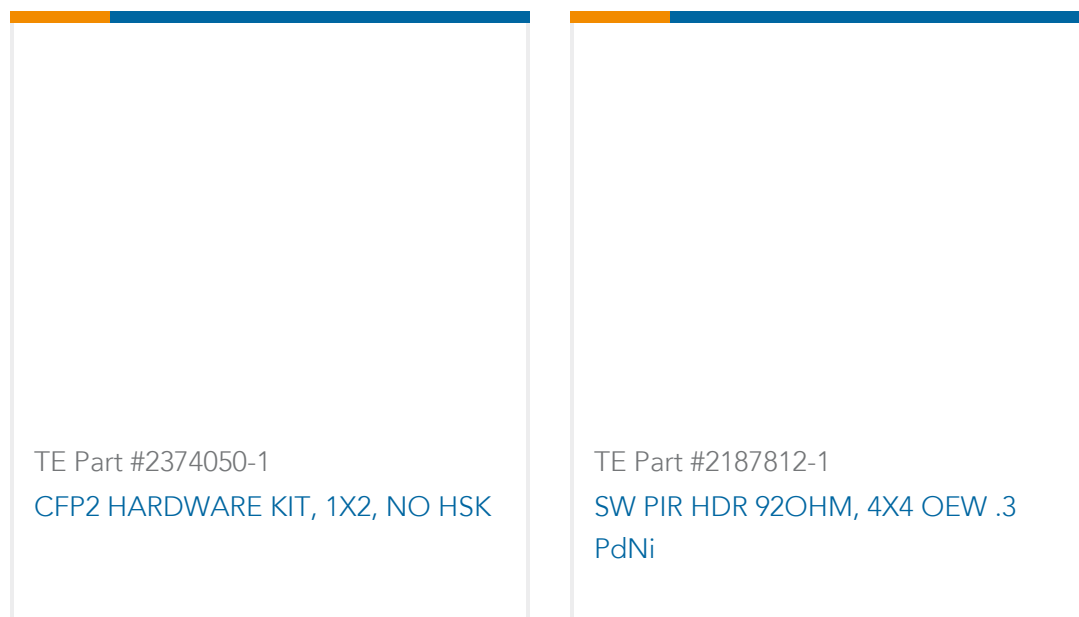 TE Part #2374050-1
CFP2 HARDWARE KIT, 1X2, NO HSK
TE Part #2187812-1
SW PIR HDR 92OHM, 4X4 OEW .3
PdNi